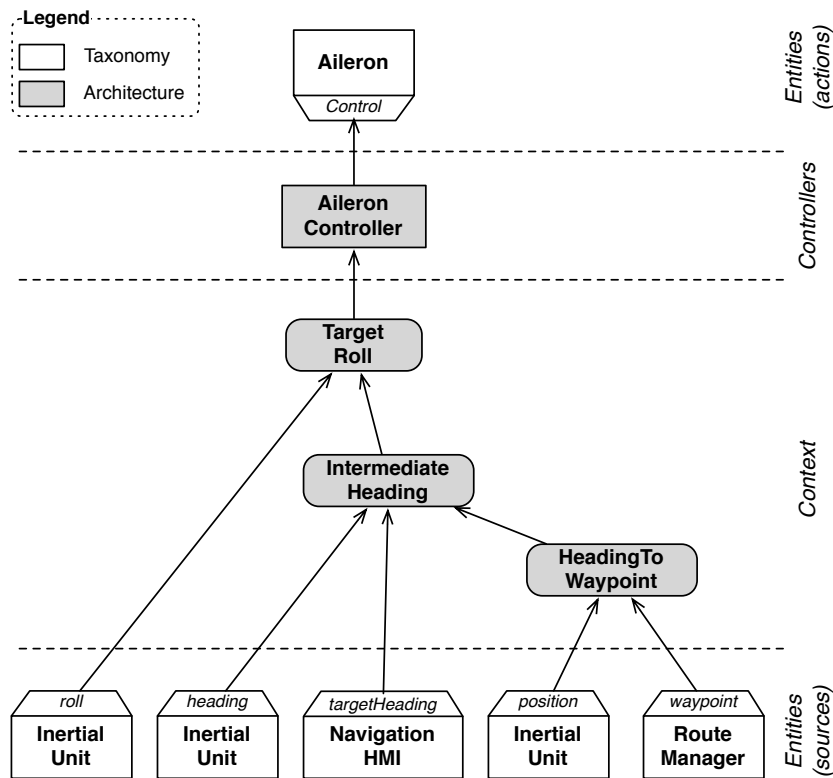 Legend
Taxonomy
Architecture
Aileron
Control
Entities
(actions)
Aileron
Controller
Controllers
Target
Roll
Intermediate
Heading
Context
HeadingTo
Waypoint
roll
heading
targetHeading
position
waypoint
Inertial
Unit
Inertial
Unit
Navigation
HMI
Inertial
Unit
Route
Manager
Entities
(sources)